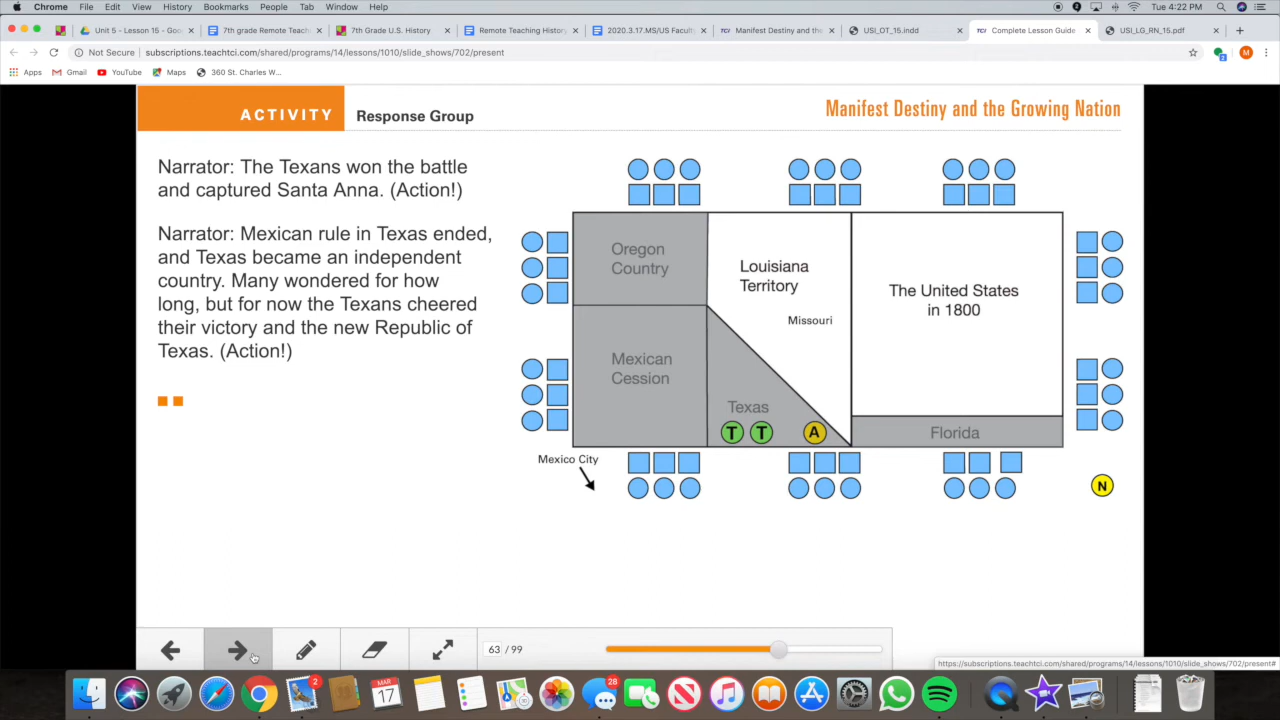 Chrome File Edit View History Bookmarks People Tab Window Help Tue 4:22 PM
Unit 5 - Lesson 15 - Goo 7th grade Remote Teach 7th Grade U.S. History Remote Teaching History 2020.3.17.MS/US Facult Manifest Destiny and the USI_OT_15.indd Complete Lesson Guide USI_LG_RN_15.pdf
Not Secure subscriptions.teachtci.com/shared/programs/14/lessons/1010/slide_shows/702/present
Apps Gmail YouTube Maps 360 St. Charles W...
ACTIVITY Response Group Manifest Destiny and the Growing Nation
Narrator: The Texans won the battle
and captured Santa Anna. (Action!)
Narrator: Mexican rule in Texas ended,
and Texas became an independent
country. Many wondered for how
long, but for now the Texans cheered
their victory and the new Republic of
Texas. (Action!)
Oregon
Country
Louisiana
Territory
Missouri
The United States
in 1800
Mexican
Cession
Texas
T T A
Florida
Mexico City
N
63 / 99
https://subscriptions.teachtci.com/shared/programs/14/lessons/1010/slide_shows/702/present#
MAR
17
2
28